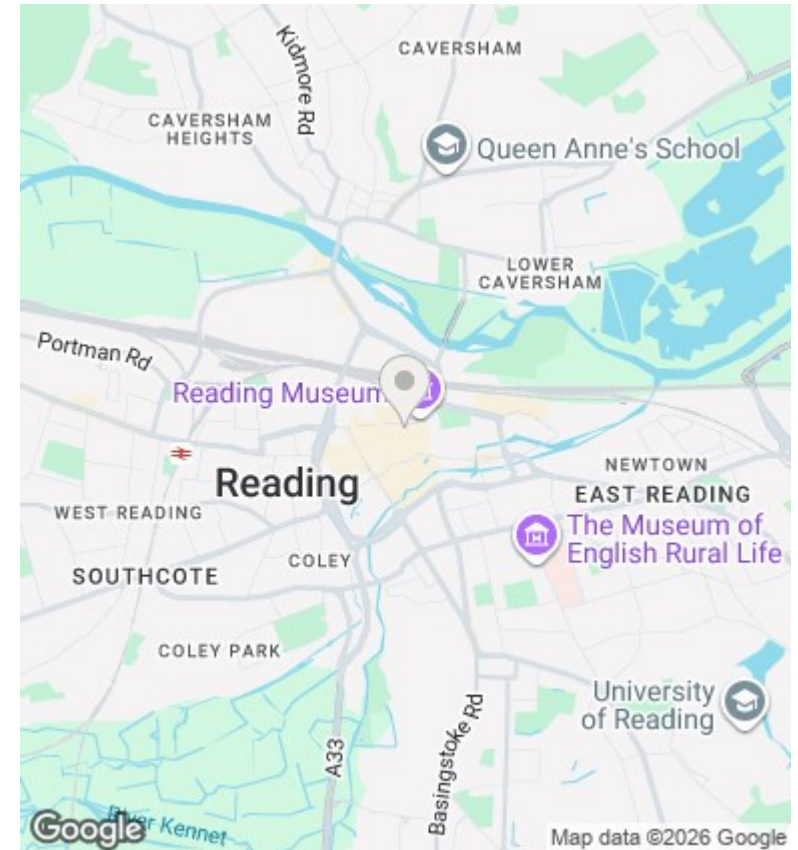 CAVERSHAM
Kidmore Rd
CAVERSHAM
HEIGHTS
Queen Anne's School
LOWER
CAVERSHAM
Portman Rd
Reading Museum
Reading
NEWTOWN
EAST READING
WEST READING
The Museum of
English Rural Life
COLEY
SOUTHCOTE
COLEY PARK
University
of Reading
A33
Basingstoke Rd
River Kennet
Google
Map data ©2026 Google